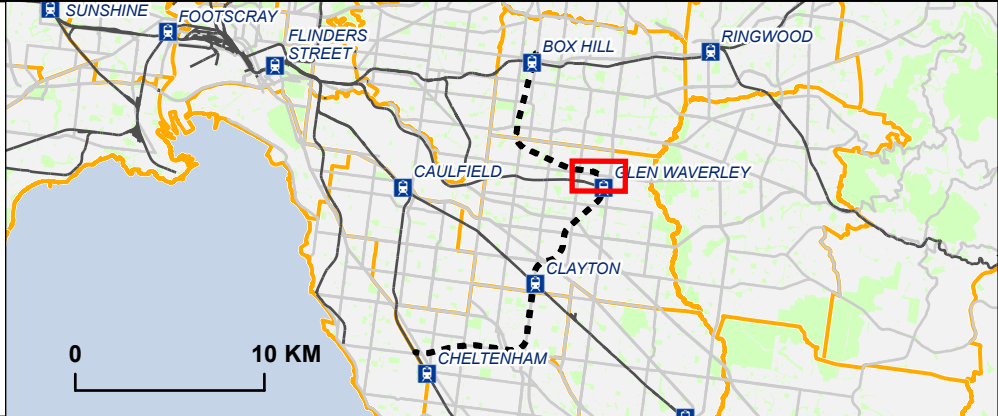 SUNSHINE
FOOTSCRAY
FLINDERS
STREET
BOX HILL
RINGWOOD
CAULFIELD
GLEN WAVERLEY
CLAYTON
CHELTENHAM
0 10 KM